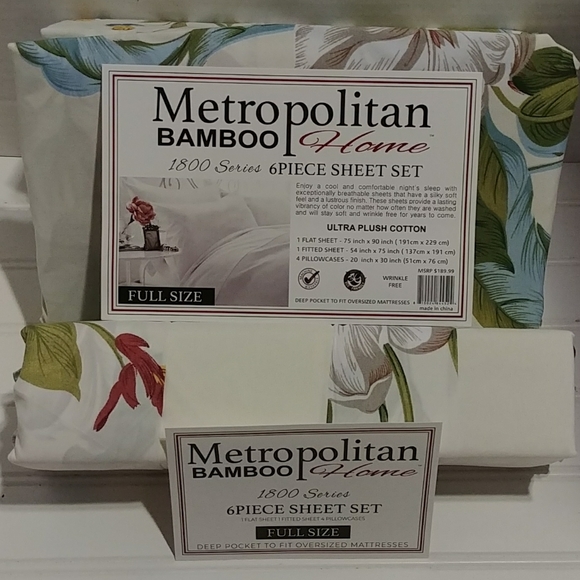 Metropolitan
BAMBOO Home
1800 Series 6PIECE SHEET SET
Enjoy a cool and comfortable night's sleep with
exceptionally breathable sheets that have a silky soft
feel and a lustrous finish. These sheets provide a lasting
vibrancy of color no matter how often they are washed
and will stay soft and wrinkle free for years to come.
ULTRA PLUSH COTTON
1 FLAT SHEET - 75 inch x 90 inch ( 191cm x 229 cm)
1 FITTED SHEET - 54 inch x 75 inch ( 137cm x 191 cm)
4 PILLOWCASES - 20 inch x 30 inch (51cm x 76 cm)
MSRP $189.99
WRINKLE
FREE
FULL SIZE
DEEP POCKET TO FIT OVERSIZED MATTRESSES
made in china
Metropolitan
BAMBOO Home
1800 Series
6PIECE SHEET SET
1 FLAT SHEET 1 FITTED SHEET 4 PILLOWCASES
FULL SIZE
DEEP POCKET TO FIT OVERSIZED MATTRESSES